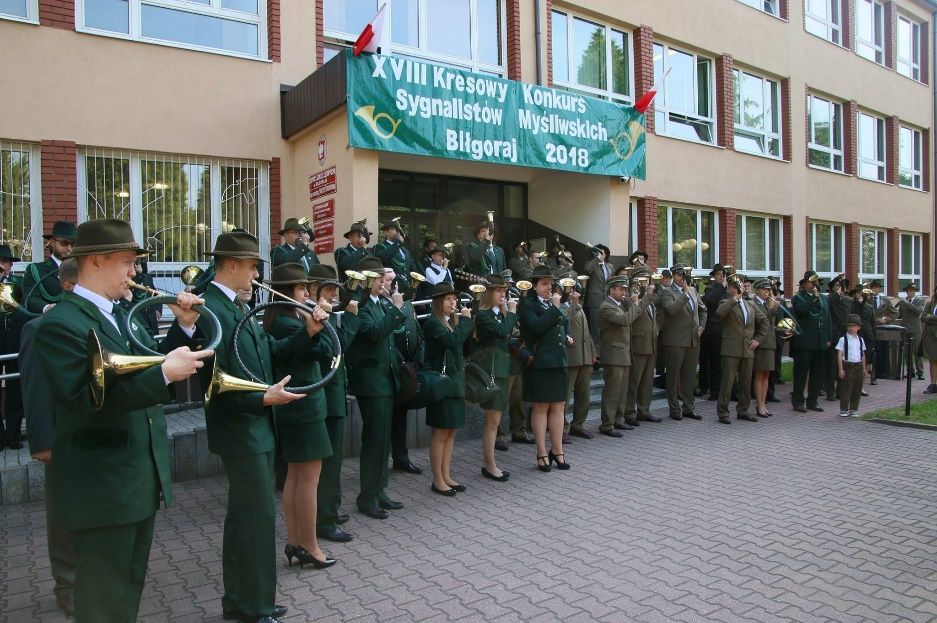 XVIII Kresowy Konkurs
Sygnalistów Myśliwskich
Biłgoraj 2018